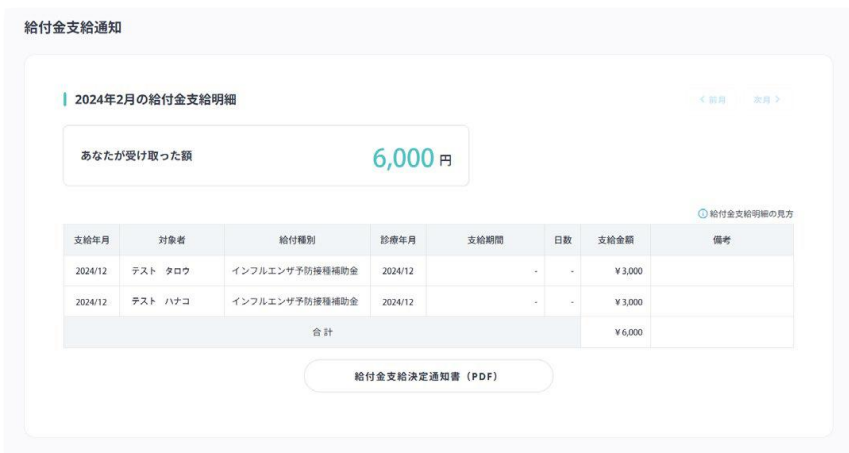 給付金支給通知
2024年2月の給付金支給明細
< 前月 次月 >
あなたが受け取った額 6,000 円
給付金支給明細の見方
支給年月 対象者 給付種別 診療年月 支給期間 日数 支給金額 備考
2024/12 テスト タロウ インフルエンザ予防接種補助金 2024/12 - - ¥3,000
2024/12 テスト ハナコ インフルエンザ予防接種補助金 2024/12 - - ¥3,000
合計 ¥6,000
給付金支給決定通知書（PDF）